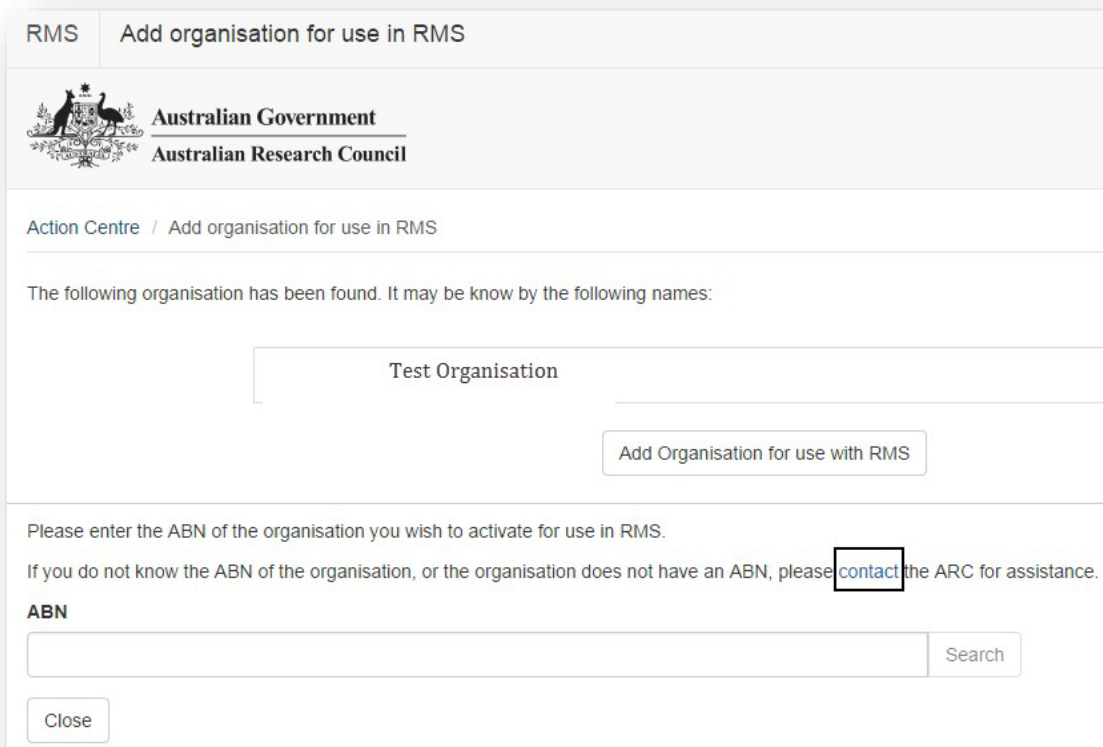 RMS Add organisation for use in RMS
Australian Government
Australian Research Council
Action Centre / Add organisation for use in RMS
The following organisation has been found. It may be know by the following names:
Test Organisation
Add Organisation for use with RMS
Please enter the ABN of the organisation you wish to activate for use in RMS.
If you do not know the ABN of the organisation, or the organisation does not have an ABN, please contact the ARC for assistance.
ABN
Search
Close